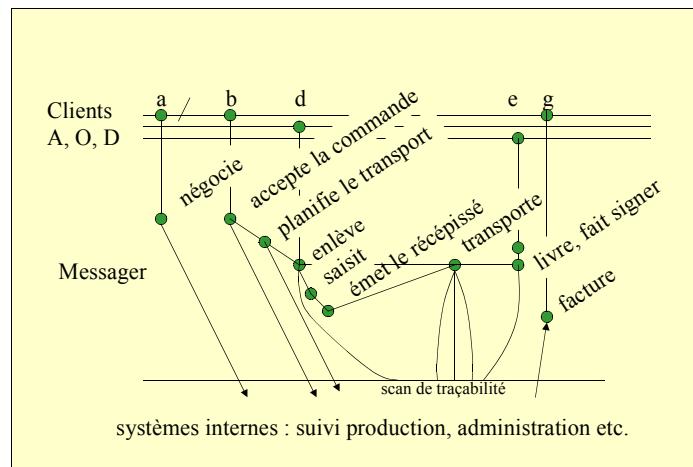 a b d e g
Clients
A, O, D
négocie
accepte la commande
planifie le transport
enlève
saisit
émet le récépissé
transporte
livre, fait signer
facture
Messager
scan de traçabilité
systèmes internes : suivi production, administration etc.